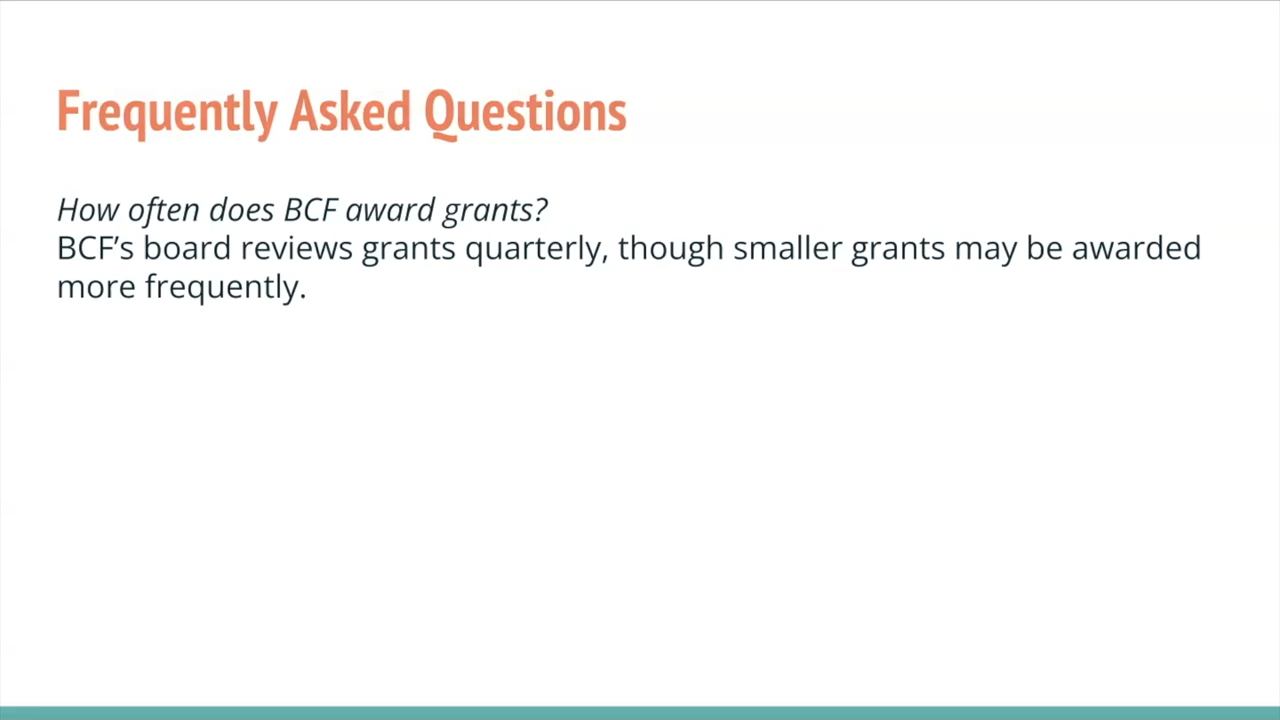 Frequently Asked Questions
How often does BCF award grants?
BCF’s board reviews grants quarterly, though smaller grants may be awarded
more frequently.